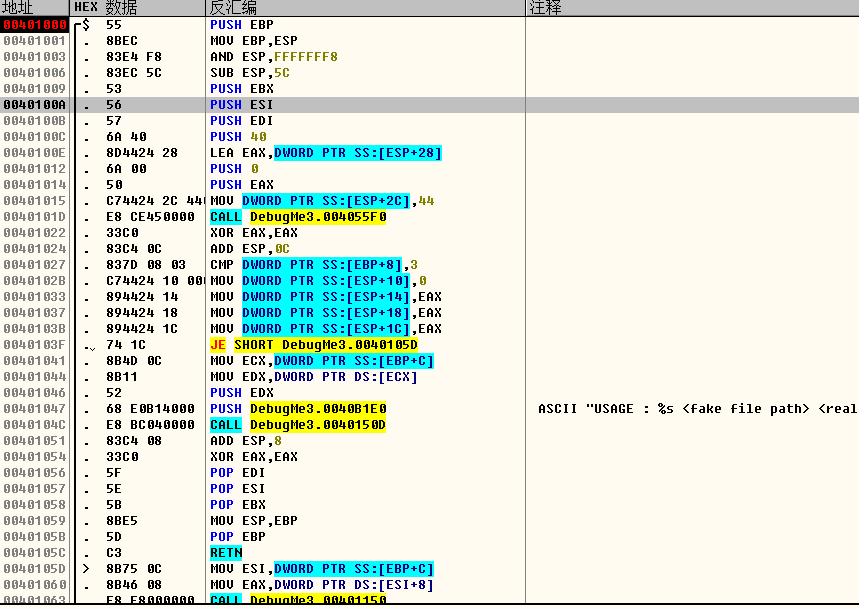 地址 HEX 数据 反汇编 注释
00401000 $ 55 PUSH EBP
00401001 . 8BEC MOV EBP,ESP
00401003 . 83E4 F8 AND ESP,FFFFFFF8
00401006 . 83EC 5C SUB ESP,5C
00401009 . 53 PUSH EBX
0040100A . 56 PUSH ESI
0040100B . 57 PUSH EDI
0040100C . 6A 40 PUSH 40
0040100E . 8D4424 28 LEA EAX,DWORD PTR SS:[ESP+28]
00401012 . 6A 00 PUSH 0
00401014 . 50 PUSH EAX
00401015 . C74424 2C 44 MOV DWORD PTR SS:[ESP+2C],44
0040101D . E8 CE450000 CALL DebugMe3.004055F0
00401022 . 33C0 XOR EAX,EAX
00401024 . 83C4 0C ADD ESP,0C
00401027 . 837D 08 03 CMP DWORD PTR SS:[EBP+8],3
0040102B . C74424 10 00 MOV DWORD PTR SS:[ESP+10],0
00401033 . 894424 14 MOV DWORD PTR SS:[ESP+14],EAX
00401037 . 894424 18 MOV DWORD PTR SS:[ESP+18],EAX
0040103B . 894424 1C MOV DWORD PTR SS:[ESP+1C],EAX
0040103F . 74 1C JE SHORT DebugMe3.0040105D
00401041 . 8B4D 0C MOV ECX,DWORD PTR SS:[EBP+C]
00401044 . 8B11 MOV EDX,DWORD PTR DS:[ECX]
00401046 . 52 PUSH EDX
00401047 . 68 E0B14000 PUSH DebugMe3.0040B1E0 ASCII "USAGE : %s <fake file path> <real
0040104C . E8 BC040000 CALL DebugMe3.0040150D
00401051 . 83C4 08 ADD ESP,8
00401054 . 33C0 XOR EAX,EAX
00401056 . 5F POP EDI
00401057 . 5E POP ESI
00401058 . 5B POP EBX
00401059 . 8BE5 MOV ESP,EBP
0040105B . 5D POP EBP
0040105C . C3 RETN
0040105D > 8B75 0C MOV ESI,DWORD PTR SS:[EBP+C]
00401060 . 8B46 08 MOV EAX,DWORD PTR DS:[ESI+8]
00401063 . E8 E8000000 CALL DebugMe3.00401150